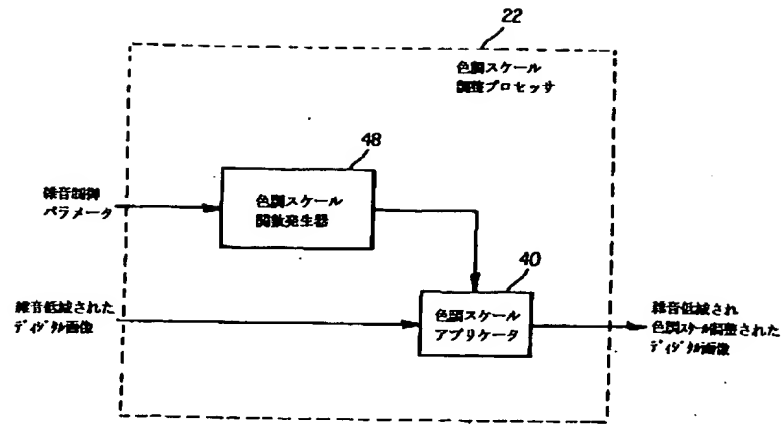 22
色調スケール
調整プロセッサ
48
雑音制御
パラメータ
色調スケール
関数発生器
40
雑音低減された
ディジタル画像
色調スケール
アプリケータ
雑音低減され
色調スケール調整された
ディジタル画像